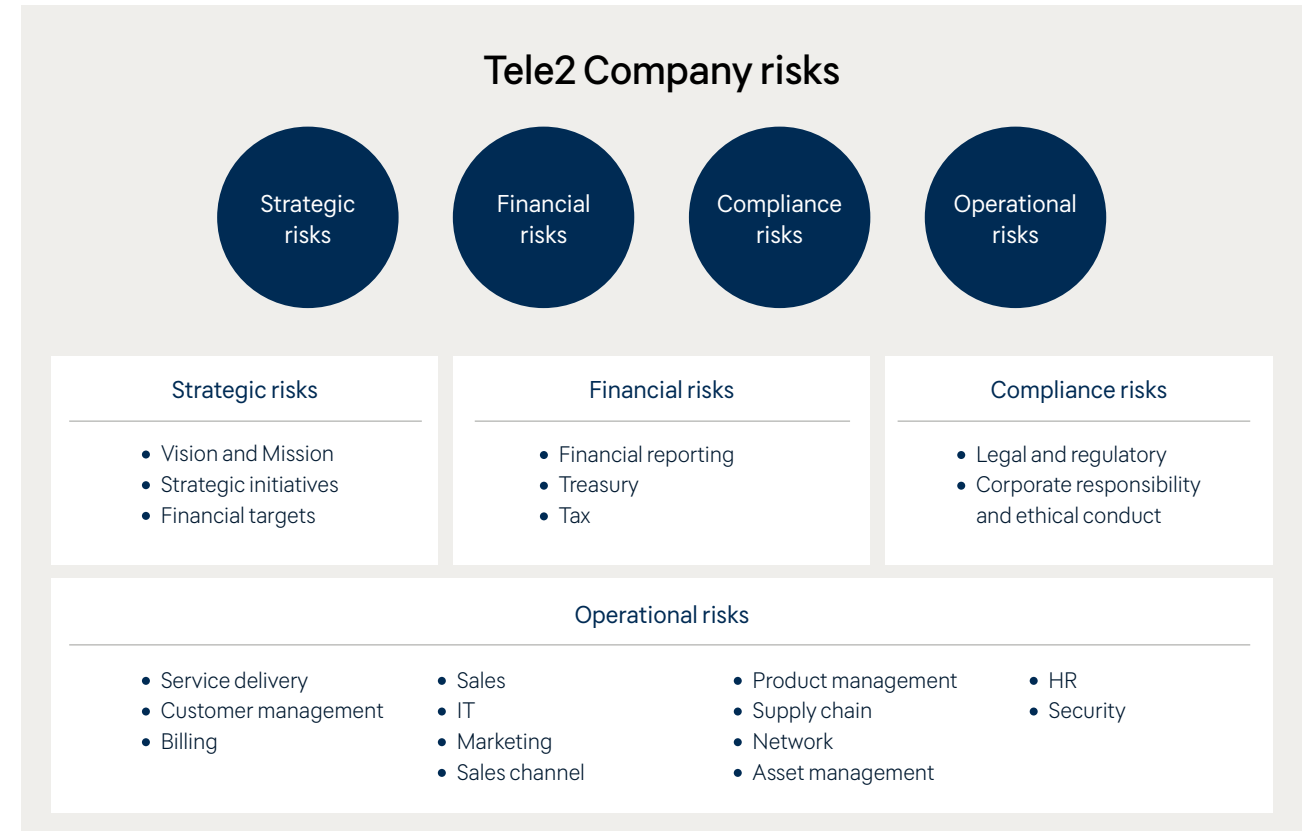 Tele2 Company risks
Strategic
risks
Financial
risks
Compliance
risks
Operational
risks
Strategic risks
• Vision and Mission
• Strategic initiatives
• Financial targets
Financial risks
• Financial reporting
• Treasury
• Tax
Compliance risks
• Legal and regulatory
• Corporate responsibility
and ethical conduct
Operational risks
• Service delivery
• Customer management
• Billing
• Sales
• IT
• Marketing
• Sales channel
• Product management
• Supply chain
• Network
• Asset management
• HR
• Security